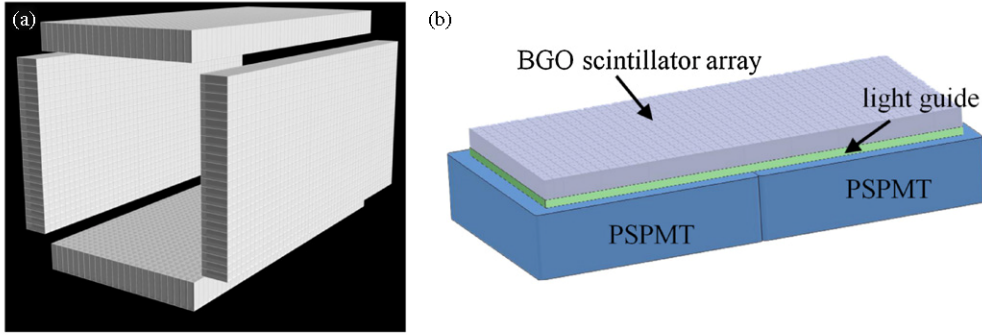 (a)
(b)
BGO scintillator array
light guide
PSPMT
PSPMT